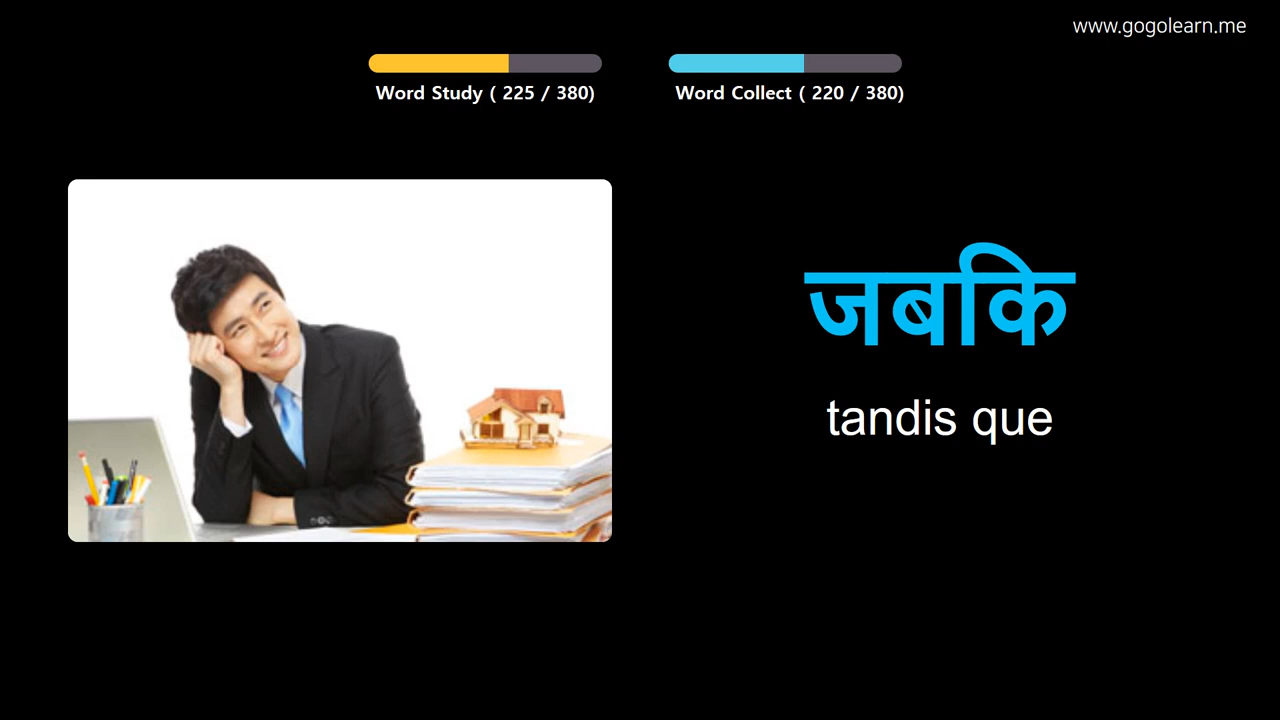 www.gogolearn.me
Word Study ( 225 / 380)
Word Collect ( 220 / 380)
जबकि
tandis que